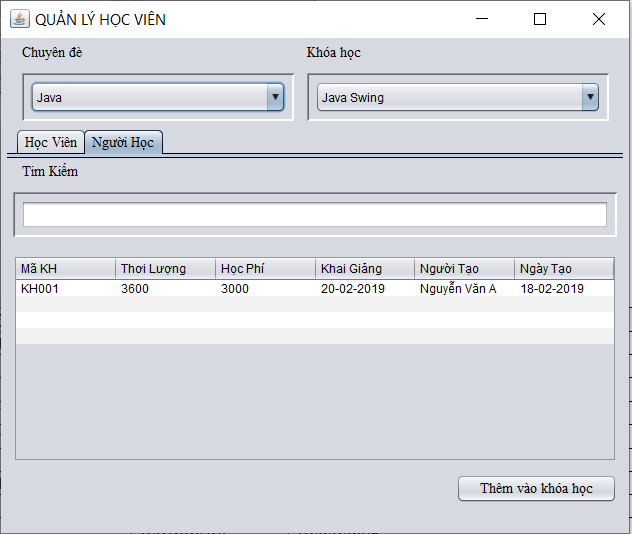 QUẢN LÝ HỌC VIÊN
Chuyên đè Khóa học
Java Java Swing
Học Viên Người Học
Tìm Kiếm
Mã KH Thơi Lượng Học Phí Khai Giảng Người Tạo Ngày Tạo
KH001 3600 3000 20-02-2019 Nguyễn Văn A 18-02-2019
Thêm vào khóa học